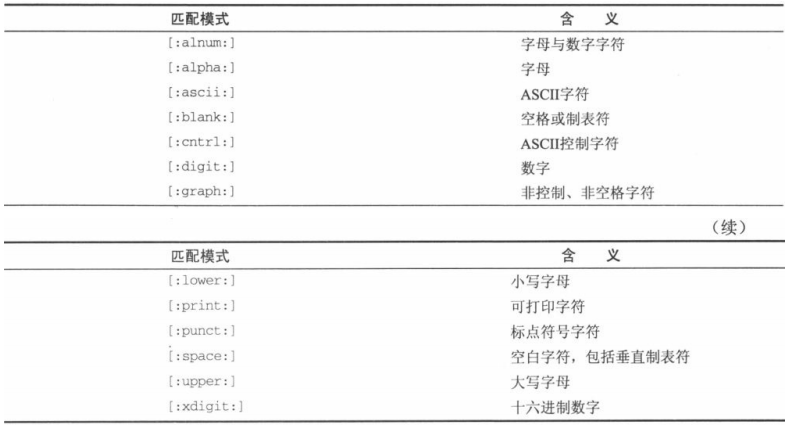 匹配模式 含 义
[:alnum:] 字母与数字字符
[:alpha:] 字母
[:ascii:] ASCII字符
[:blank:] 空格或制表符
[:cntrl:] ASCII控制字符
[:digit:] 数字
[:graph:] 非控制、非空格字符
（续）
匹配模式 含 义
[:lower:] 小写字母
[:print:] 可打印字符
[:punct:] 标点符号字符
[:space:] 空白字符，包括垂直制表符
[:upper:] 大写字母
[:xdigit:] 十六进制数字